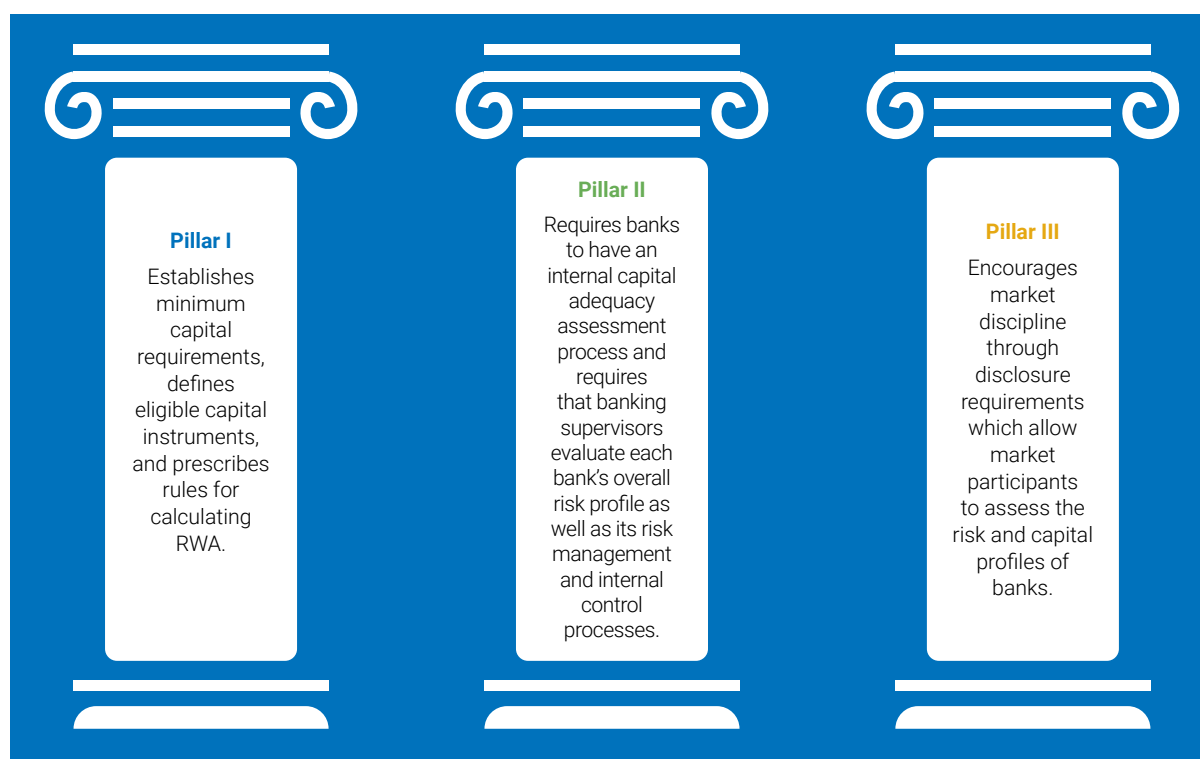 Pillar I
Establishes
minimum
capital
requirements,
defines
eligible capital
instruments,
and prescribes
rules for
calculating
RWA.
Pillar II
Requires banks
to have an
internal capital
adequacy
assessment
process and
requires
that banking
supervisors
evaluate each
bank’s overall
risk profile as
well as its risk
management
and internal
control
processes.
Pillar III
Encourages
market
discipline
through
disclosure
requirements
which allow
market
participants
to assess the
risk and capital
profiles of
banks.